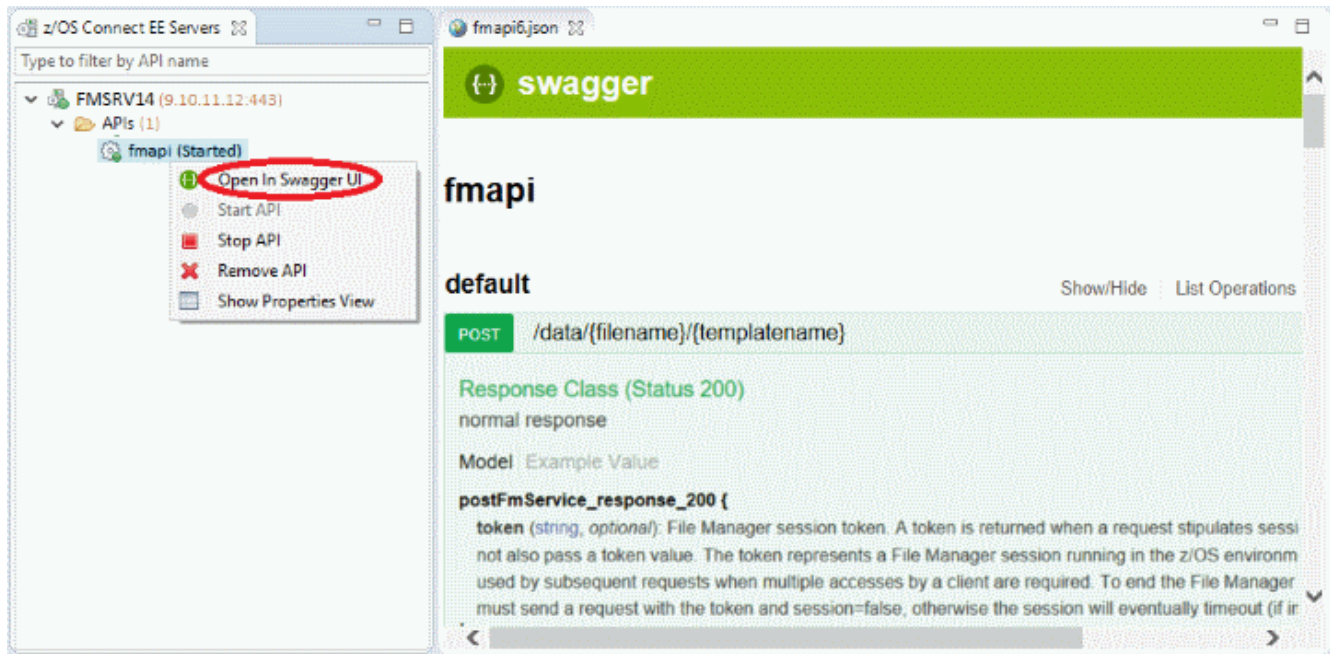 z/OS Connect EE Servers
Type to filter by API name
FMSRV14 (9.10.11.12:443)
APIs (1)
fmapi (Started)
Open In Swagger UI
Start API
Stop API
Remove API
Show Properties View
fmapi6.json
{··} swagger
fmapi
default
Show/Hide
List Operations
POST
/data/{filename}/{templatename}
Response Class (Status 200)
normal response
Model Example Value
postFmService_response_200 {
token (string, optional): File Manager session token. A token is returned when a request stipulates sessi
not also pass a token value. The token represents a File Manager session running in the z/OS environm
used by subsequent requests when multiple accesses by a client are required. To end the File Manager
must send a request with the token and session=false, otherwise the session will eventually timeout (if ir